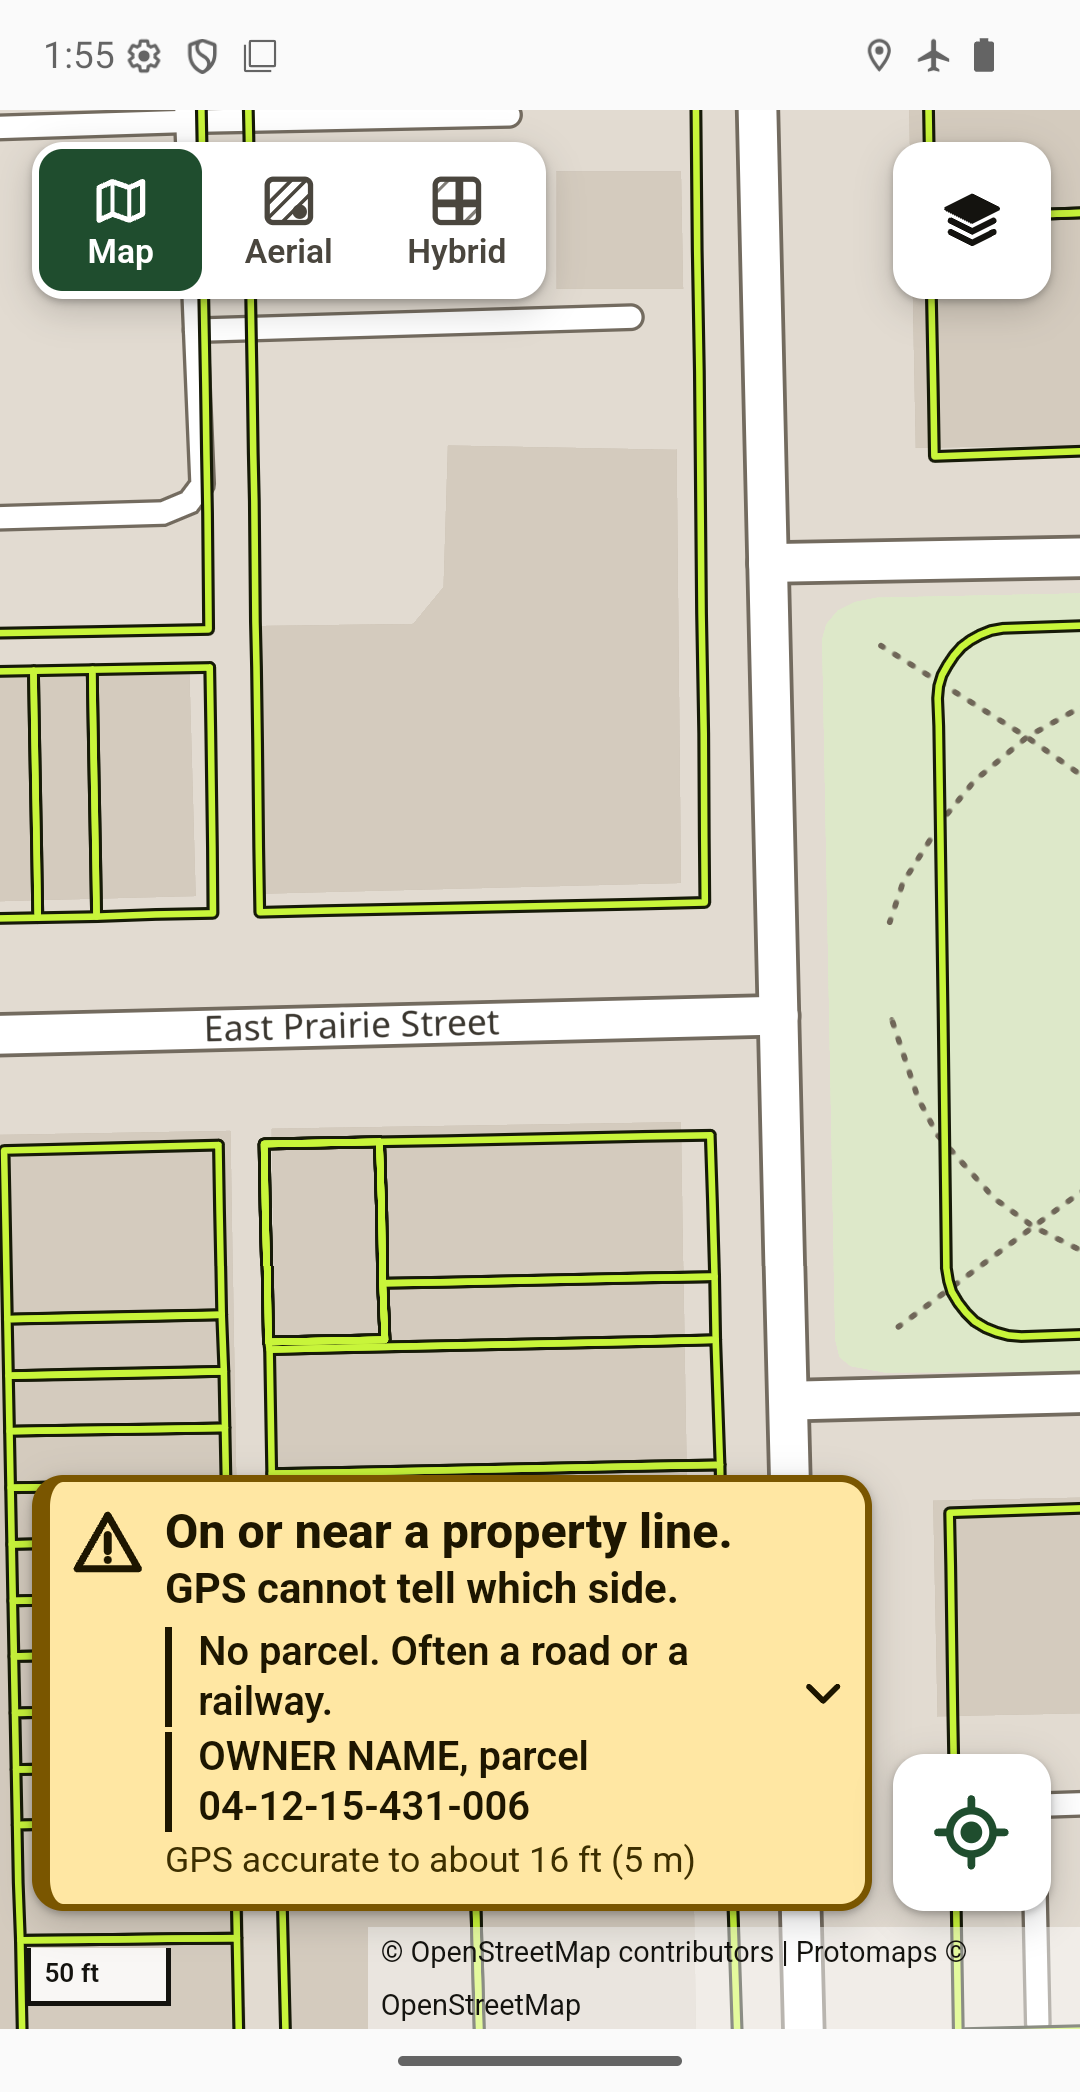 1:55
Map
Aerial
Hybrid
East Prairie Street
On or near a property line.
GPS cannot tell which side.
No parcel. Often a road or a
railway.
OWNER NAME, parcel
04-12-15-431-006
GPS accurate to about 16 ft (5 m)
50 ft
© OpenStreetMap contributors | Protomaps ©
OpenStreetMap